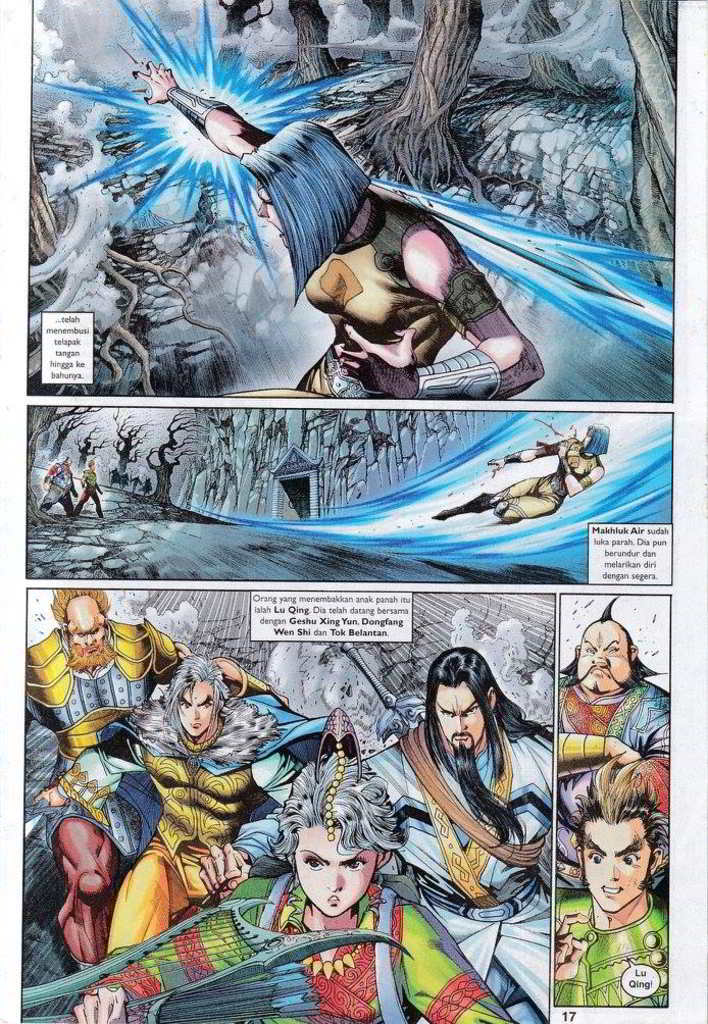 ...telah
menembusi
telapak
tangan
hingga ke
bahunya.
Makhluk Air sudah
luka parah. Dia pun
berundur dan
melarikan diri
dengan segera.
Orang yang menembakkan anak panah itu
ialah Lu Qing. Dia telah datang bersama
dengan Geshu Xing Yun, Dongfang
Wen Shi dan Tok Belantan.
Lu
Qing!
17